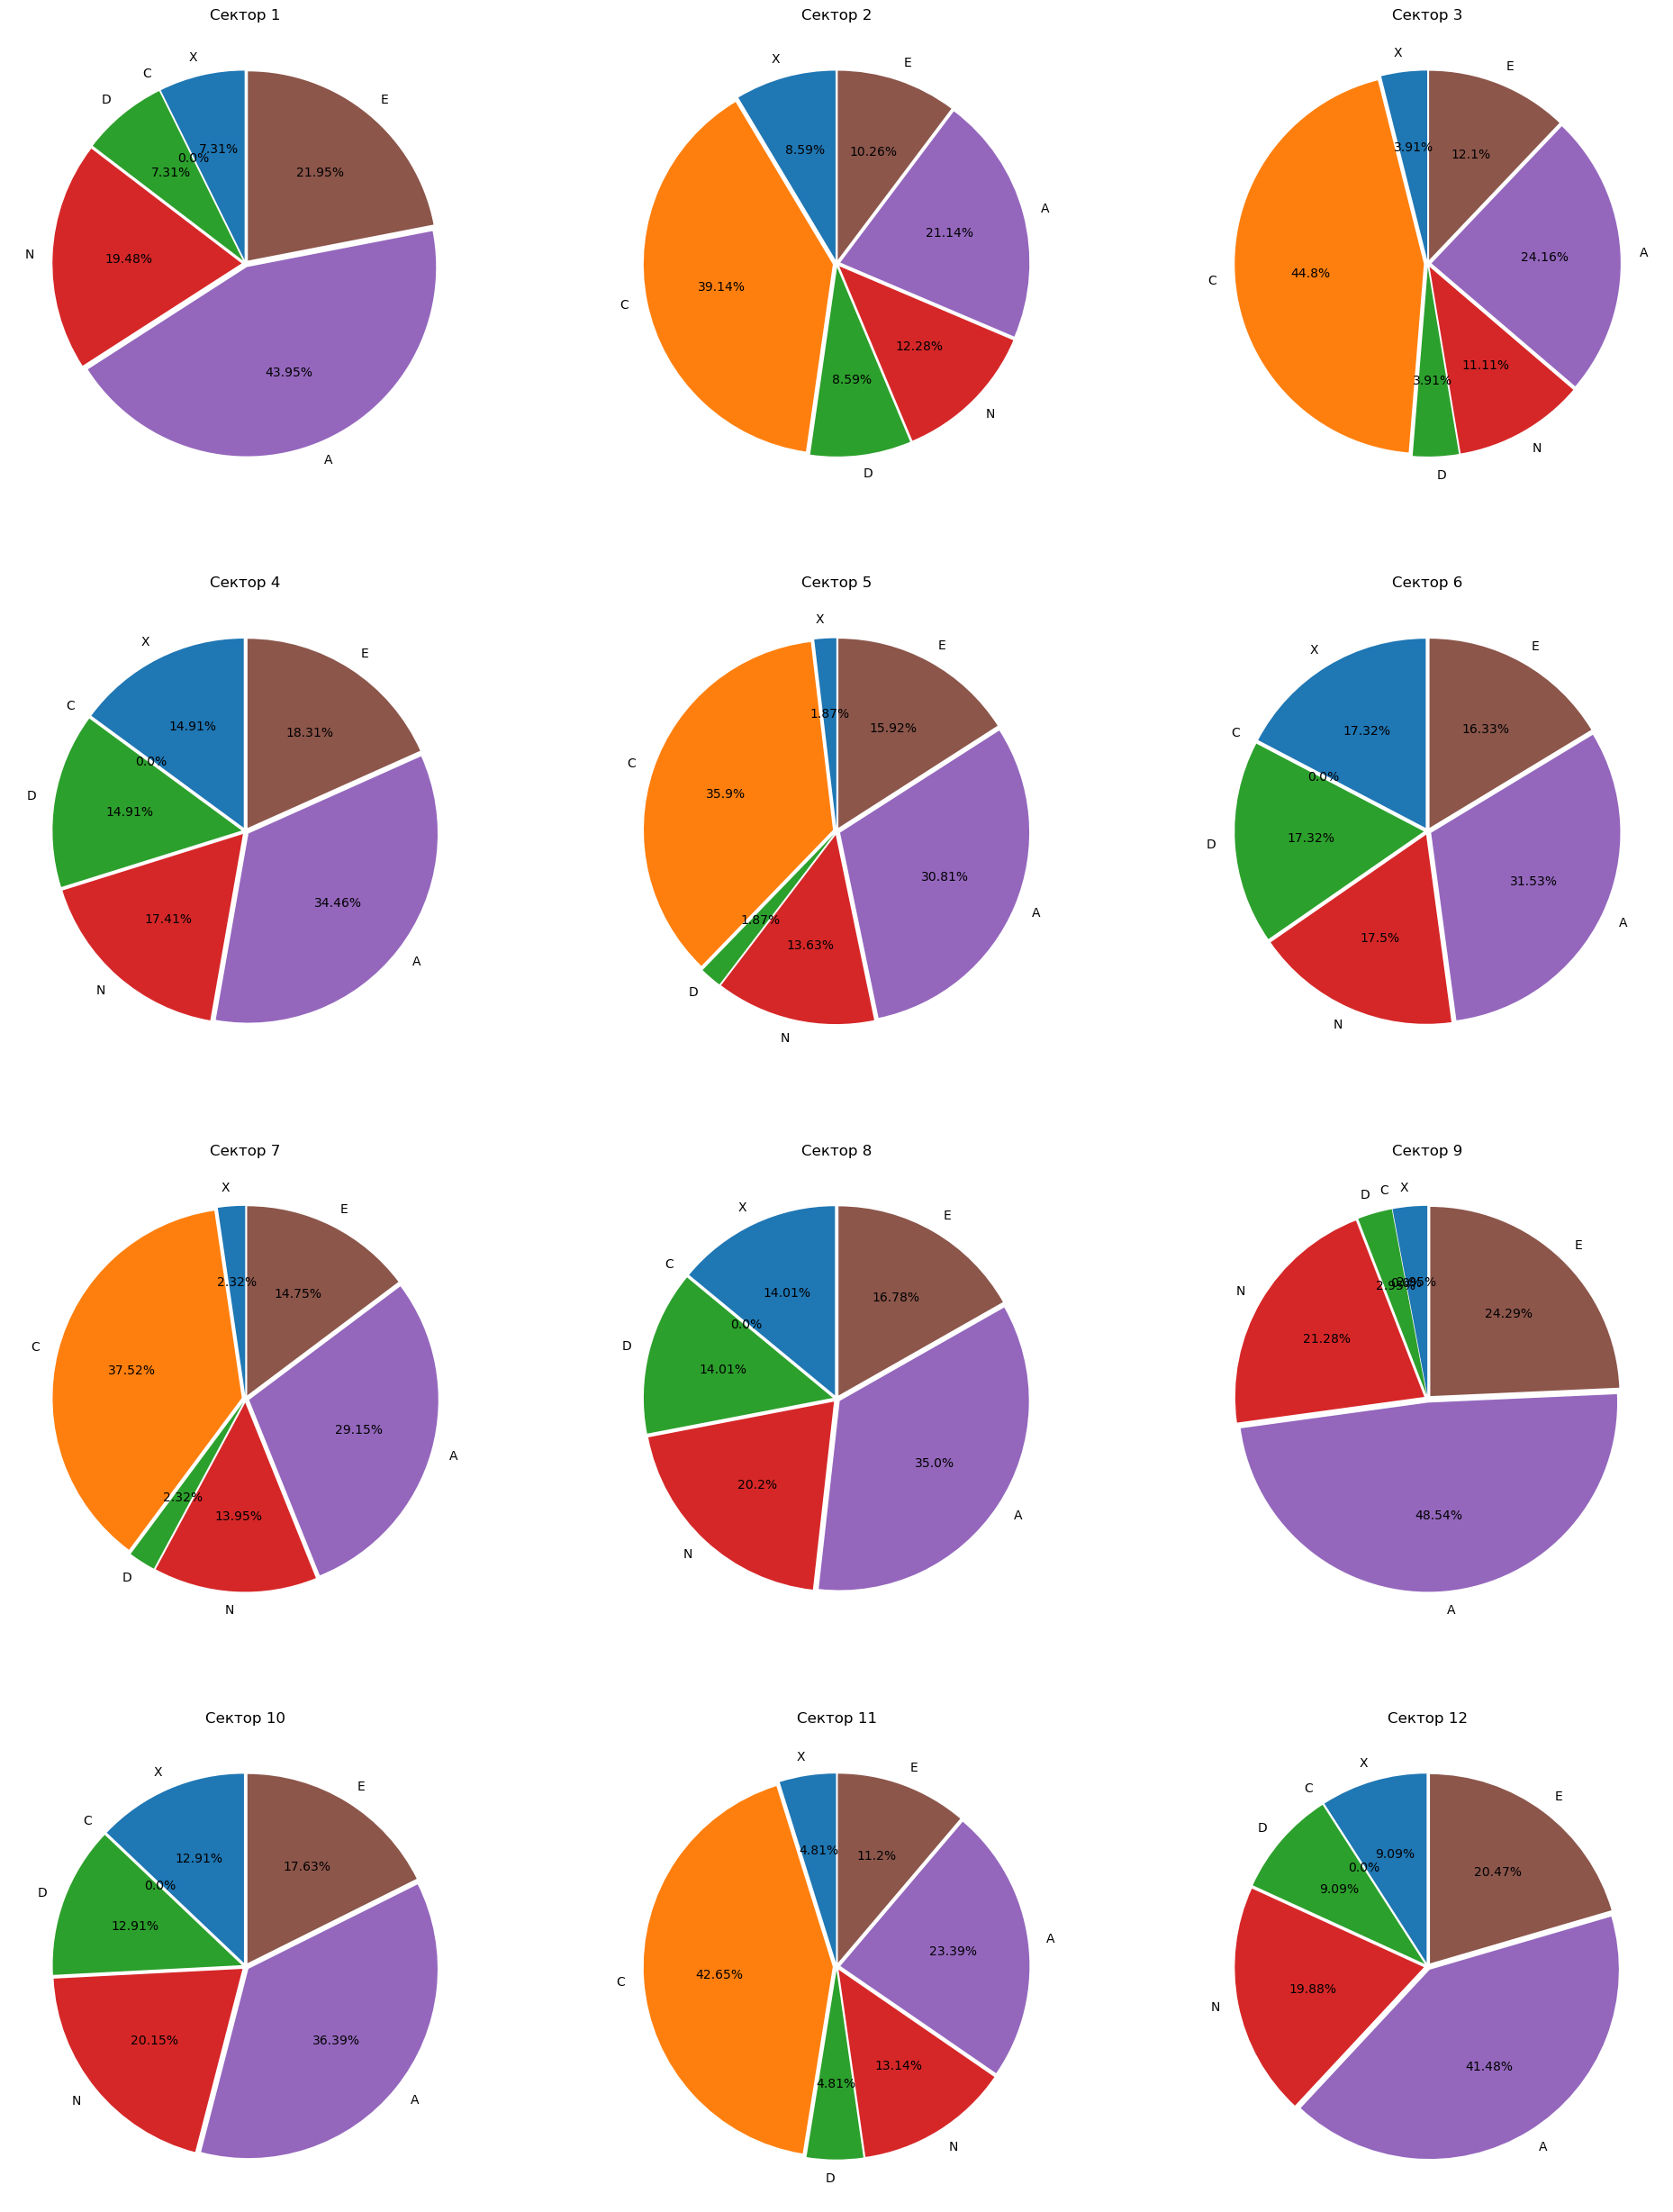 Сектор 1
X
C
D
N
A
E
7.31%
0.0%
7.31%
19.48%
43.95%
21.95%
Сектор 2
X
C
D
N
A
E
8.59%
39.14%
8.59%
12.28%
21.14%
10.26%
Сектор 3
X
C
D
N
A
E
3.91%
44.8%
3.91%
11.11%
24.16%
12.1%
Сектор 4
X
C
D
N
A
E
14.91%
0.0%
14.91%
17.41%
34.46%
18.31%
Сектор 5
X
C
D
N
A
E
1.87%
35.9%
1.87%
13.63%
30.81%
15.92%
Сектор 6
X
C
D
N
A
E
17.32%
0.0%
17.32%
17.5%
31.53%
16.33%
Сектор 7
X
C
D
N
A
E
2.32%
37.52%
2.32%
13.95%
29.15%
14.75%
Сектор 8
X
C
D
N
A
E
14.01%
0.0%
14.01%
20.2%
35.0%
16.78%
Сектор 9
X
C
D
N
A
E
2.95%
0.0%
2.95%
21.28%
48.54%
24.29%
Сектор 10
X
C
D
N
A
E
12.91%
0.0%
12.91%
20.15%
36.39%
17.63%
Сектор 11
X
C
D
N
A
E
4.81%
42.65%
4.81%
13.14%
23.39%
11.2%
Сектор 12
X
C
D
N
A
E
9.09%
0.0%
9.09%
19.88%
41.48%
20.47%